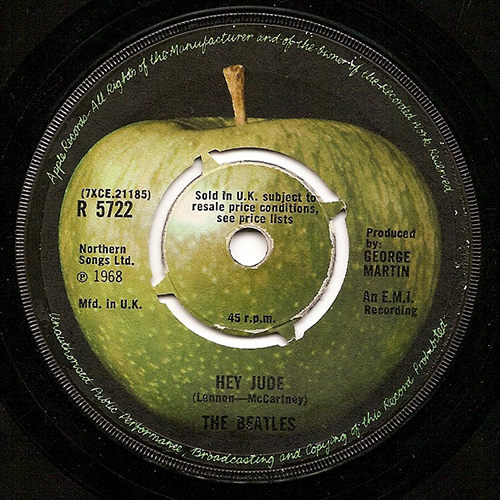 Apple Records-All Rights of the Manufacturer and of the Owner of the Recorded Work Reserved
(7XCE.21185)
R 5722
Sold in U.K. subject to
resale price conditions,
see price lists
Northern
Songs Ltd.
℗ 1968
Mfd. in U.K.
Produced
by:
GEORGE
MARTIN
An E.M.I.
Recording
45 r.p.m.
HEY JUDE
(Lennon—McCartney)
THE BEATLES
Unauthorised Public Performance, Broadcasting and Copying of this Record Prohibited